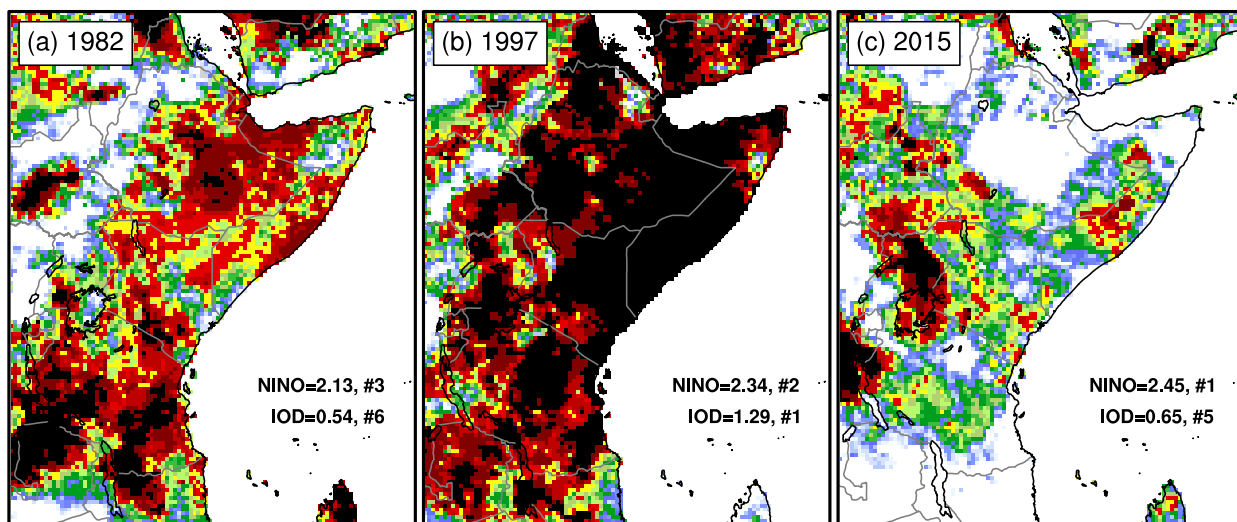 (a) 1982
NINO=2.13, #3
IOD=0.54, #6
(b) 1997
NINO=2.34, #2
IOD=1.29, #1
(c) 2015
NINO=2.45, #1
IOD=0.65, #5